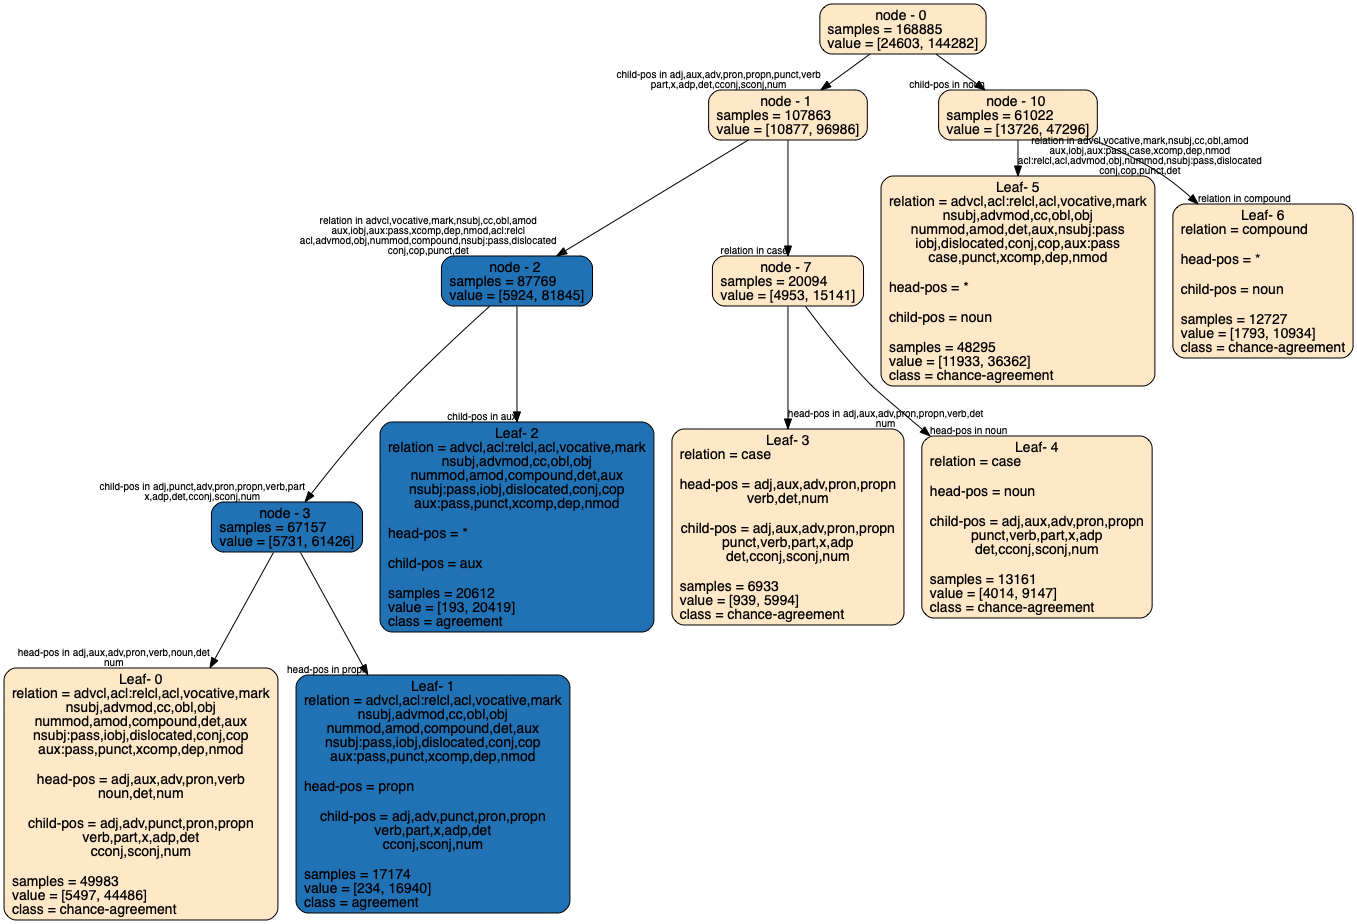 node - 0
samples = 168885
value = [24603, 144282]
child-pos in adj,aux,adv,pron,propn,punct,verb
part,x,adp,det,cconj,sconj,num
child-pos in noun
node - 1
samples = 107863
value = [10877, 96986]
node - 10
samples = 61022
value = [13726, 47296]
relation in advcl,vocative,mark,nsubj,cc,obl,amod
aux,iobj,aux:pass,case,xcomp,dep,nmod
acl:relcl,acl,advmod,obj,nummod,nsubj:pass,dislocated
conj,cop,punct,det
relation in compound
Leaf- 5
relation = advcl,acl:relcl,acl,vocative,mark
nsubj,advmod,cc,obl,obj
nummod,amod,det,aux,nsubj:pass
iobj,dislocated,conj,cop,aux:pass
case,punct,xcomp,dep,nmod
head-pos = *
child-pos = noun
samples = 48295
value = [11933, 36362]
class = chance-agreement
Leaf- 6
relation = compound
head-pos = *
child-pos = noun
samples = 12727
value = [1793, 10934]
class = chance-agreement
relation in advcl,vocative,mark,nsubj,cc,obl,amod
aux,iobj,aux:pass,xcomp,dep,nmod,acl:relcl
acl,advmod,obj,nummod,compound,nsubj:pass,dislocated
conj,cop,punct,det
relation in case
node - 2
samples = 87769
value = [5924, 81845]
node - 7
samples = 20094
value = [4953, 15141]
child-pos in aux
head-pos in adj,aux,adv,pron,propn,verb,det
num
head-pos in noun
Leaf- 2
relation = advcl,acl:relcl,acl,vocative,mark
nsubj,advmod,cc,obl,obj
nummod,amod,compound,det,aux
nsubj:pass,iobj,dislocated,conj,cop
aux:pass,punct,xcomp,dep,nmod
head-pos = *
child-pos = aux
samples = 20612
value = [193, 20419]
class = agreement
Leaf- 3
relation = case
head-pos = adj,aux,adv,pron,propn
verb,det,num
child-pos = adj,aux,adv,pron,propn
punct,verb,part,x,adp
det,cconj,sconj,num
samples = 6933
value = [939, 5994]
class = chance-agreement
Leaf- 4
relation = case
head-pos = noun
child-pos = adj,aux,adv,pron,propn
punct,verb,part,x,adp
det,cconj,sconj,num
samples = 13161
value = [4014, 9147]
class = chance-agreement
child-pos in adj,punct,adv,pron,propn,verb,part
x,adp,det,cconj,sconj,num
node - 3
samples = 67157
value = [5731, 61426]
head-pos in adj,aux,adv,pron,verb,noun,det
num
head-pos in propn
Leaf- 0
relation = advcl,acl:relcl,acl,vocative,mark
nsubj,advmod,cc,obl,obj
nummod,amod,compound,det,aux
nsubj:pass,iobj,dislocated,conj,cop
aux:pass,punct,xcomp,dep,nmod
head-pos = adj,aux,adv,pron,verb
noun,det,num
child-pos = adj,adv,punct,pron,propn
verb,part,x,adp,det
cconj,sconj,num
samples = 49983
value = [5497, 44486]
class = chance-agreement
Leaf- 1
relation = advcl,acl:relcl,acl,vocative,mark
nsubj,advmod,cc,obl,obj
nummod,amod,compound,det,aux
nsubj:pass,iobj,dislocated,conj,cop
aux:pass,punct,xcomp,dep,nmod
head-pos = propn
child-pos = adj,adv,punct,pron,propn
verb,part,x,adp,det
cconj,sconj,num
samples = 17174
value = [234, 16940]
class = agreement